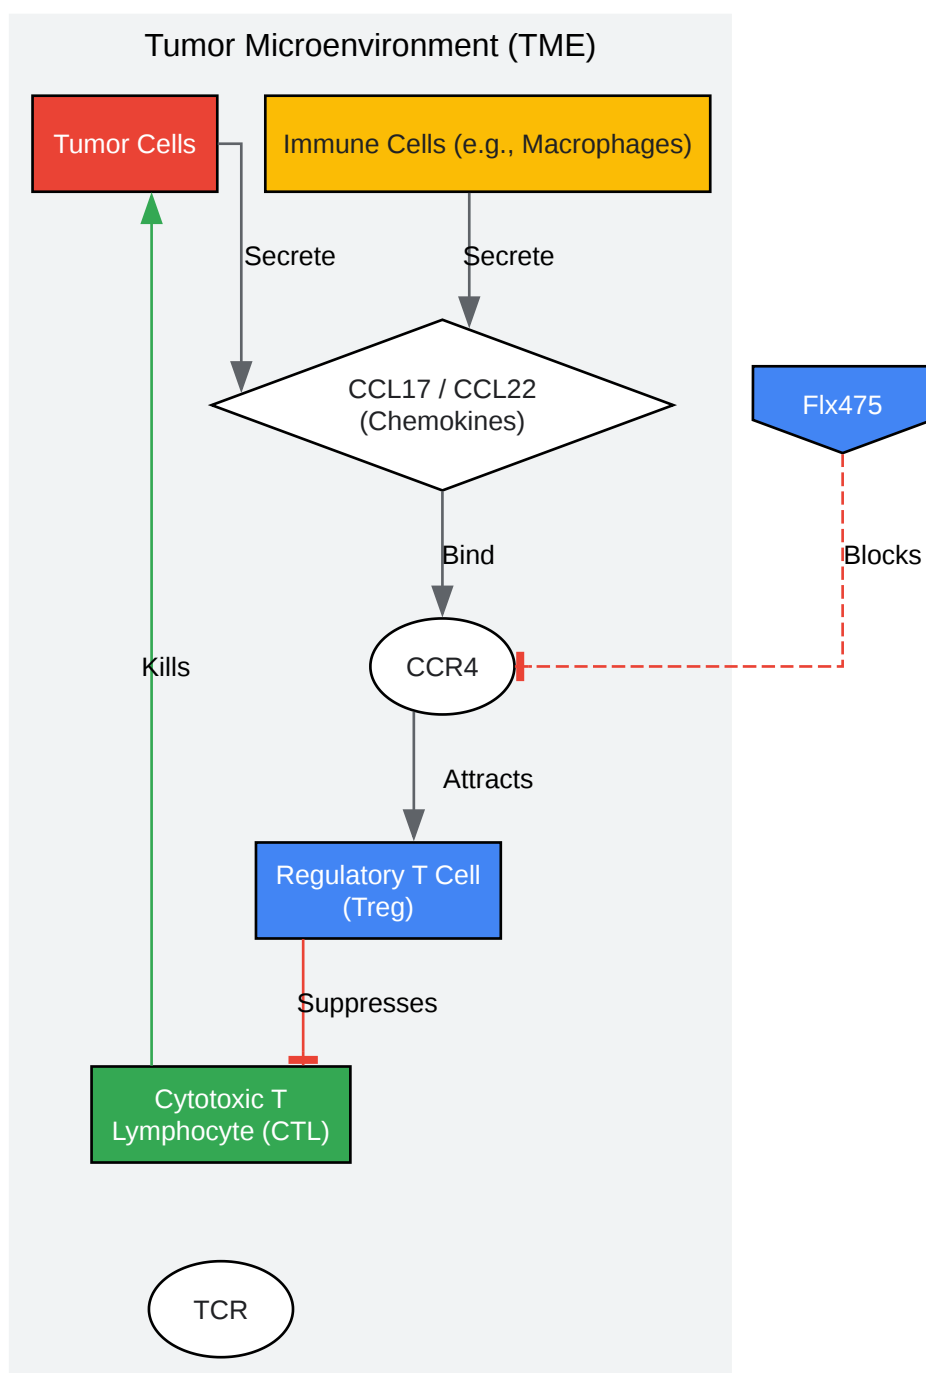 Tumor Microenvironment (TME)
Tumor Cells
Immune Cells (e.g., Macrophages)
Secrete
Secrete
CCL17 / CCL22
(Chemokines)
Flx475
Bind
Blocks
Kills
CCR4
Attracts
Regulatory T Cell
(Treg)
Suppresses
Cytotoxic T
Lymphocyte (CTL)
TCR